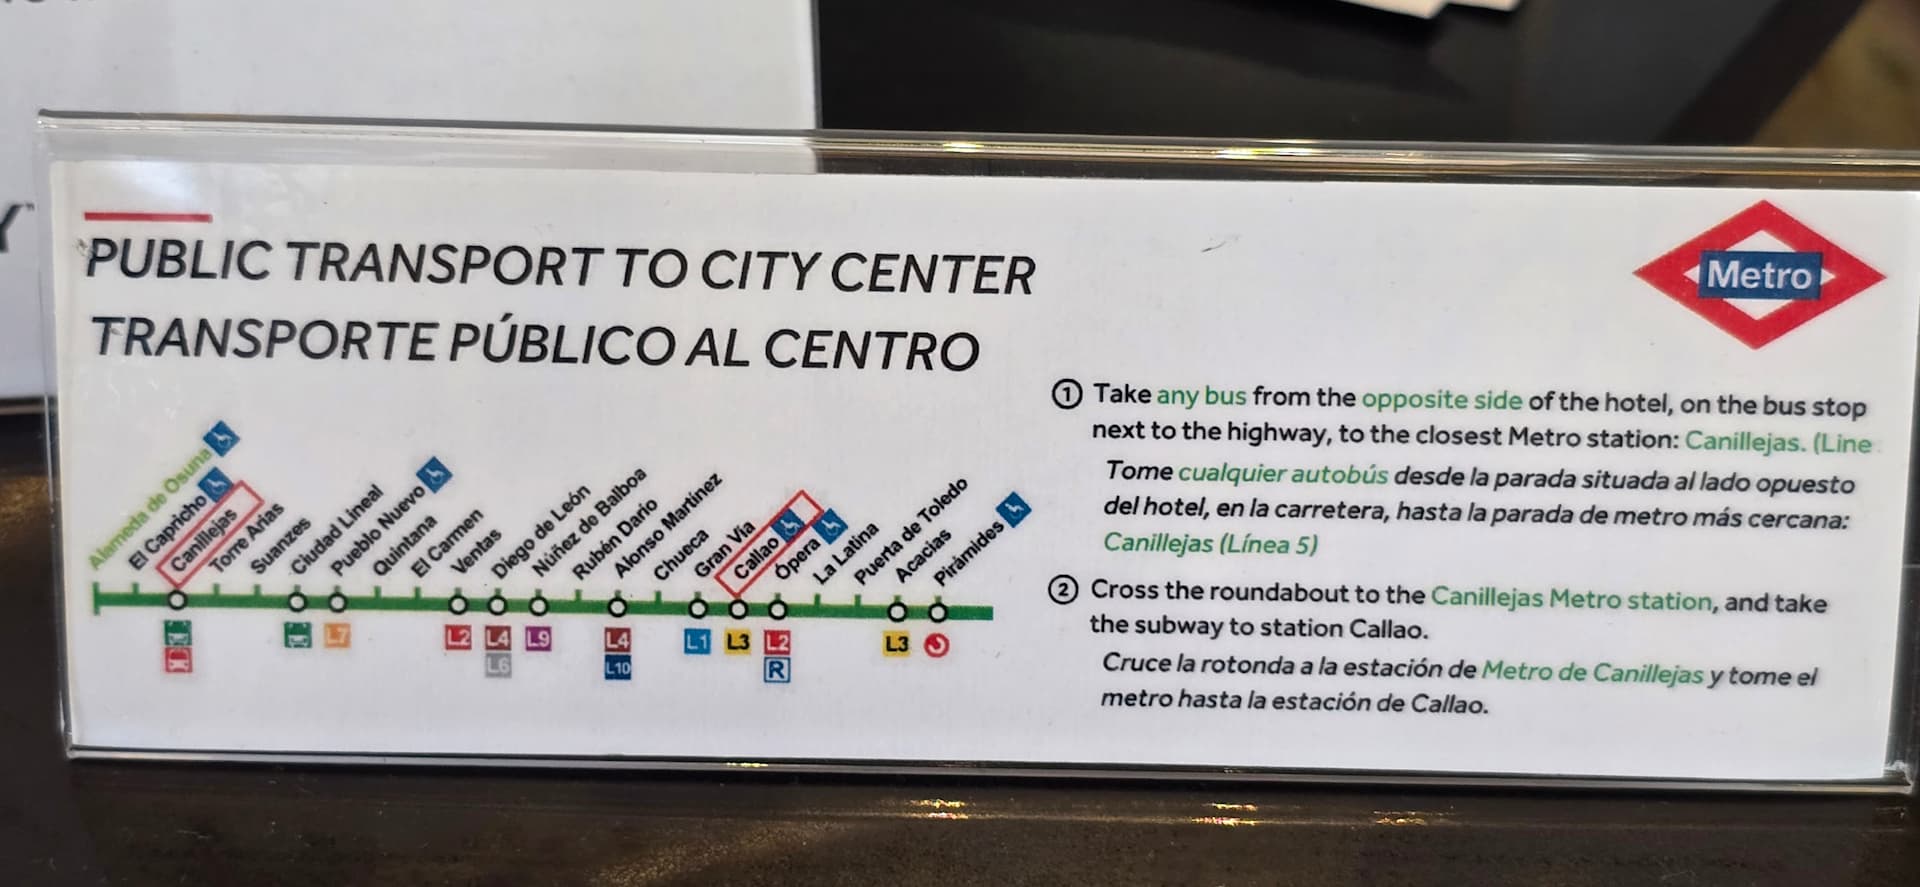 Y
PUBLIC TRANSPORT TO CITY CENTER
TRANSPORTE PÚBLICO AL CENTRO
Metro
Alameda de Osuna
El Capricho
Canillejas
Torre Arias
Suanzes
Ciudad Lineal
Pueblo Nuevo
Quintana
El Carmen
Ventas
Diego de León
Núñez de Balboa
Rubén Darío
Alonso Martínez
Chueca
Gran Vía
Callao
Ópera
La Latina
Puerta de Toledo
Acacias
Pirámides
L7
L2
L4
L6
L9
L4
L10
L1
L3
L2
R
L3
① Take any bus from the opposite side of the hotel, on the bus stop
next to the highway, to the closest Metro station: Canillejas. (Line
Tome cualquier autobús desde la parada situada al lado opuesto
del hotel, en la carretera, hasta la parada de metro más cercana:
Canillejas (Línea 5)
② Cross the roundabout to the Canillejas Metro station, and take
the subway to station Callao.
Cruce la rotonda a la estación de Metro de Canillejas y tome el
metro hasta la estación de Callao.